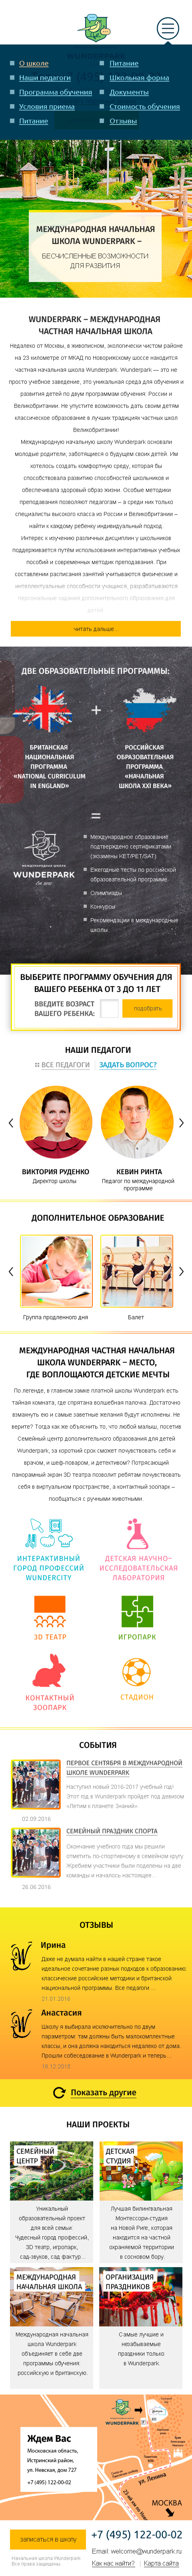 О школе
Питание
Наши педагоги
Школьная форма
Программа обучения
Документы
Условия приема
Стоимость обучения
Питание
Отзывы
МЕЖДУНАРОДНАЯ НАЧАЛЬНАЯ
ШКОЛА WUNDERPARK –
БЕСЧИСЛЕННЫЕ ВОЗМОЖНОСТИ
ДЛЯ РАЗВИТИЯ
WUNDERPARK – МЕЖДУНАРОДНАЯ
ЧАСТНАЯ НАЧАЛЬНАЯ ШКОЛА
Недалеко от Москвы, в живописном, экологически чистом районе
на 23 километре от МКАД по Новорижскому шоссе находится
частная начальная школа Wunderpark. Wunderpark — это не
просто учебное заведение, это уникальная среда для обучения и
развития детей по двум программам обучения: России и
Великобритании. Не упустите возможность дать своим детям
классическое образование в лучших традициях частных школ
Великобритании!
Международную начальную школу Wunderpark основали
молодые родители, заботящиеся о будущем своих детей. Им
хотелось создать комфортную среду, которая бы
способствовала развитию способностей школьников и
обеспечивала здоровый образ жизни. Особые методики
преподавания позволяют педагогам — а среди них только
специалисты высокого класса из России и Великобритании –
найти к каждому ребенку индивидуальный подход.
Интерес к изучению различных дисциплин у школьников
поддерживается путём использования интерактивных учебных
пособий и современных методик преподавания. При
составлении расписания занятий учитываются физические и
интеллектуальные способности учащихся, разрабатываются
персональные задания дополнительного образования для
детей.
читать дальше...
ДВЕ ОБРАЗОВАТЕЛЬНЫЕ ПРОГРАММЫ:
+
БРИТАНСКАЯ
НАЦИОНАЛЬНАЯ
ПРОГРАММА
«NATIONAL CURRICULUM
IN ENGLAND»
РОССИЙСКАЯ
ОБРАЗОВАТЕЛЬНАЯ
ПРОГРАММА
«НАЧАЛЬНАЯ
ШКОЛА XXI ВЕКА»
=
WUNDERPARK
Международное образование
подтверждено сертификатами
(экзамены KET/PET/SAT)
Ежегодные тесты по российской
образовательной программе.
Олимпиады
Конкурсы
Рекомендации в международные
школы
ВЫБЕРИТЕ ПРОГРАММУ ОБУЧЕНИЯ ДЛЯ
ВАШЕГО РЕБЕНКА ОТ 3 ДО 11 ЛЕТ
ВВЕДИТЕ ВОЗРАСТ
ВАШЕГО РЕБЕНКА:
подобрать
НАШИ ПЕДАГОГИ
ВСЕ ПЕДАГОГИ
ЗАДАТЬ ВОПРОС?
ВИКТОРИЯ РУДЕНКО
Директор школы
КЕВИН РИНТА
Педагог по международной
программе
ДОПОЛНИТЕЛЬНОЕ ОБРАЗОВАНИЕ
Группа продленного дня
Балет
МЕЖДУНАРОДНАЯ ЧАСТНАЯ НАЧАЛЬНАЯ
ШКОЛА WUNDERPARK – МЕСТО,
ГДЕ ВОПЛОЩАЮТСЯ ДЕТСКИЕ МЕЧТЫ
По легенде, в главном замке платной школы Wunderpark есть
тайная комната, где спрятана волшебная палочка. Достаточно
взмахнуть ею и самые заветные желания будут исполнены. Не
верите? Тогда как же объяснить то, что любой малыш, посетив
Семейный центр дополнительного образования для детей
Wunderpark, за короткий срок сможет почувствовать себя и
врачом, и шеф-поваром, и детективом? Потрясающий
панорамный экран 3D театра позволит ребятам почувствовать
себя в виртуальном пространстве, а контактный зоопарк –
пообщаться с ручными животными.
ИНТЕРАКТИВНЫЙ
ГОРОД ПРОФЕССИЙ
WUNDERCITY
ДЕТСКАЯ НАУЧНО-
ИССЛЕДОВАТЕЛЬСКАЯ
ЛАБОРАТОРИЯ
3D ТЕАТР
ИГРОПАРК
КОНТАКТНЫЙ
ЗООПАРК
СТАДИОН
СОБЫТИЯ
ПЕРВОЕ СЕНТЯБРЯ В МЕЖДУНАРОДНОЙ
ШКОЛЕ WUNDERPARK
Наступил новый 2016-2017 учебный год!
Этот год в Wunderpark пройдет под девизом
«Летим к планете Знаний»
02.09.2016
СЕМЕЙНЫЙ ПРАЗДНИК СПОРТА
Окончание учебного года мы решили
отметить по-спортивному в семейном кругу.
Жребием участники были поделены на две
команды и началось настоящее...
26.06.2016
ОТЗЫВЫ
Ирина
Даже не думала найти в нашей стране такое
идеальное сочетание разных подходов к образованию:
классические российские методики и британской
национальной программы. Все педагоги ...
21.01.2016
Анастасия
Школу я выбирала исключительно по двум
параметрам: там должны быть малокомплектные
классы, и она должна находиться недалеко от дома.
Прошли собеседование в Wunderpark и теперь...
18.12.2015
Показать другие
НАШИ ПРОЕКТЫ
СЕМЕЙНЫЙ
ЦЕНТР
Уникальный
образовательный проект
для всей семьи:
Чудесный город профессий,
3D театр, игропарк,
сад-зоосад, сад фактур...
ДЕТСКАЯ
СТУДИЯ
Лучшая билингвальная
Монтессори-студия
на Новой Риге, которая
находится на частной
охраняемой территории
в сосновом бору.
МЕЖДУНАРОДНАЯ
НАЧАЛЬНАЯ ШКОЛА
Международная начальная
школа Wunderpark
объединяет в себе две
программы обучения:
российскую и британскую.
ОРГАНИЗАЦИЯ
ПРАЗДНИКОВ
Самые лучшие и
незабываемые
праздники только
в Wunderpark.
Ждем Вас
Московская область,
Истринский район,
ул. Невская, дом 727
+7 (495) 122-00-02
WUNDERPARK
ул. Ленина
МОСКВА
записаться в школу
+7 (495) 122-00-02
Email: welcome@wunderpark.ru
Начальная школа Wunderpark
Все права защищены.
Как нас найти?
Карта сайта